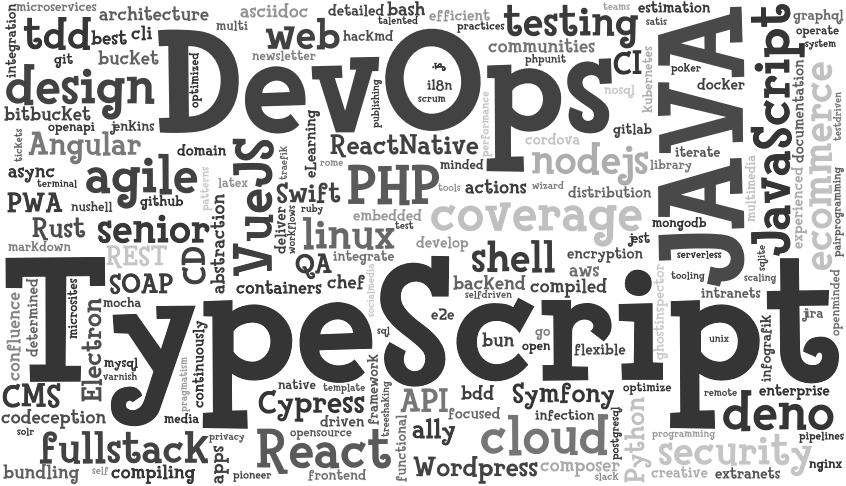 microservices
architecture
asciidoc
detailed
bash
efficient
teams
estimation
graphql
integration
tdd
best
cli
multi
web
hackmd
talented
practices
testing
satis
operate
system
git
bucket
newsletter
communities
phpunit
CI
kubernetes
poker
docker
DevOps
optimized
publishing
il8n
scrum
nosql
JAVA
JavaScript
documentation
experienced
ecommerce
testdriven
design
bitbucket
openapi
jenkins
tickets
Angular
domain
traefik
eLearning
ReactNative
performance
cordova
gitlab
iterate
async
terminal
agile
patterns
latex
VueJS
rome
minded
nodejs
library
multimedia
PWA
nushell
github
Swift
PHP
tools
actions
wizard
distribution
pairprogramming
Rust
senior
abstraction
deliver
workflows
ruby
embedded
test
coverage
mongodb
markdown
REST
CD
linux
develop
jest
serverless
sqlite
SOAP
QA
integrate
shell
encryption
tooling
scaling
containers
chef
socialmedia
backend
aws
compiled
ghostinspector
intranets
openminded
TypeScript
confluence
determined
microsites
Electron
mocha
selfdriven
e2e
sql
bun
go
open
flexible
unix
infografik
jira
mysql
varnish
pragmatism
continuously
native
template
framework
treeshaking
CMS
media
Cypress
API
bdd
Symfony
optimize
remote
enterprise
codeception
driven
functional
focused
infection
postgresql
Python
deno
solr
fullstack
privacy
opensource
ally
cloud
programming
security
pipelines
bundling
self
compiling
apps
pioneer
React
frontend
Wordpress
composer
slack
creative
extranets
nginx